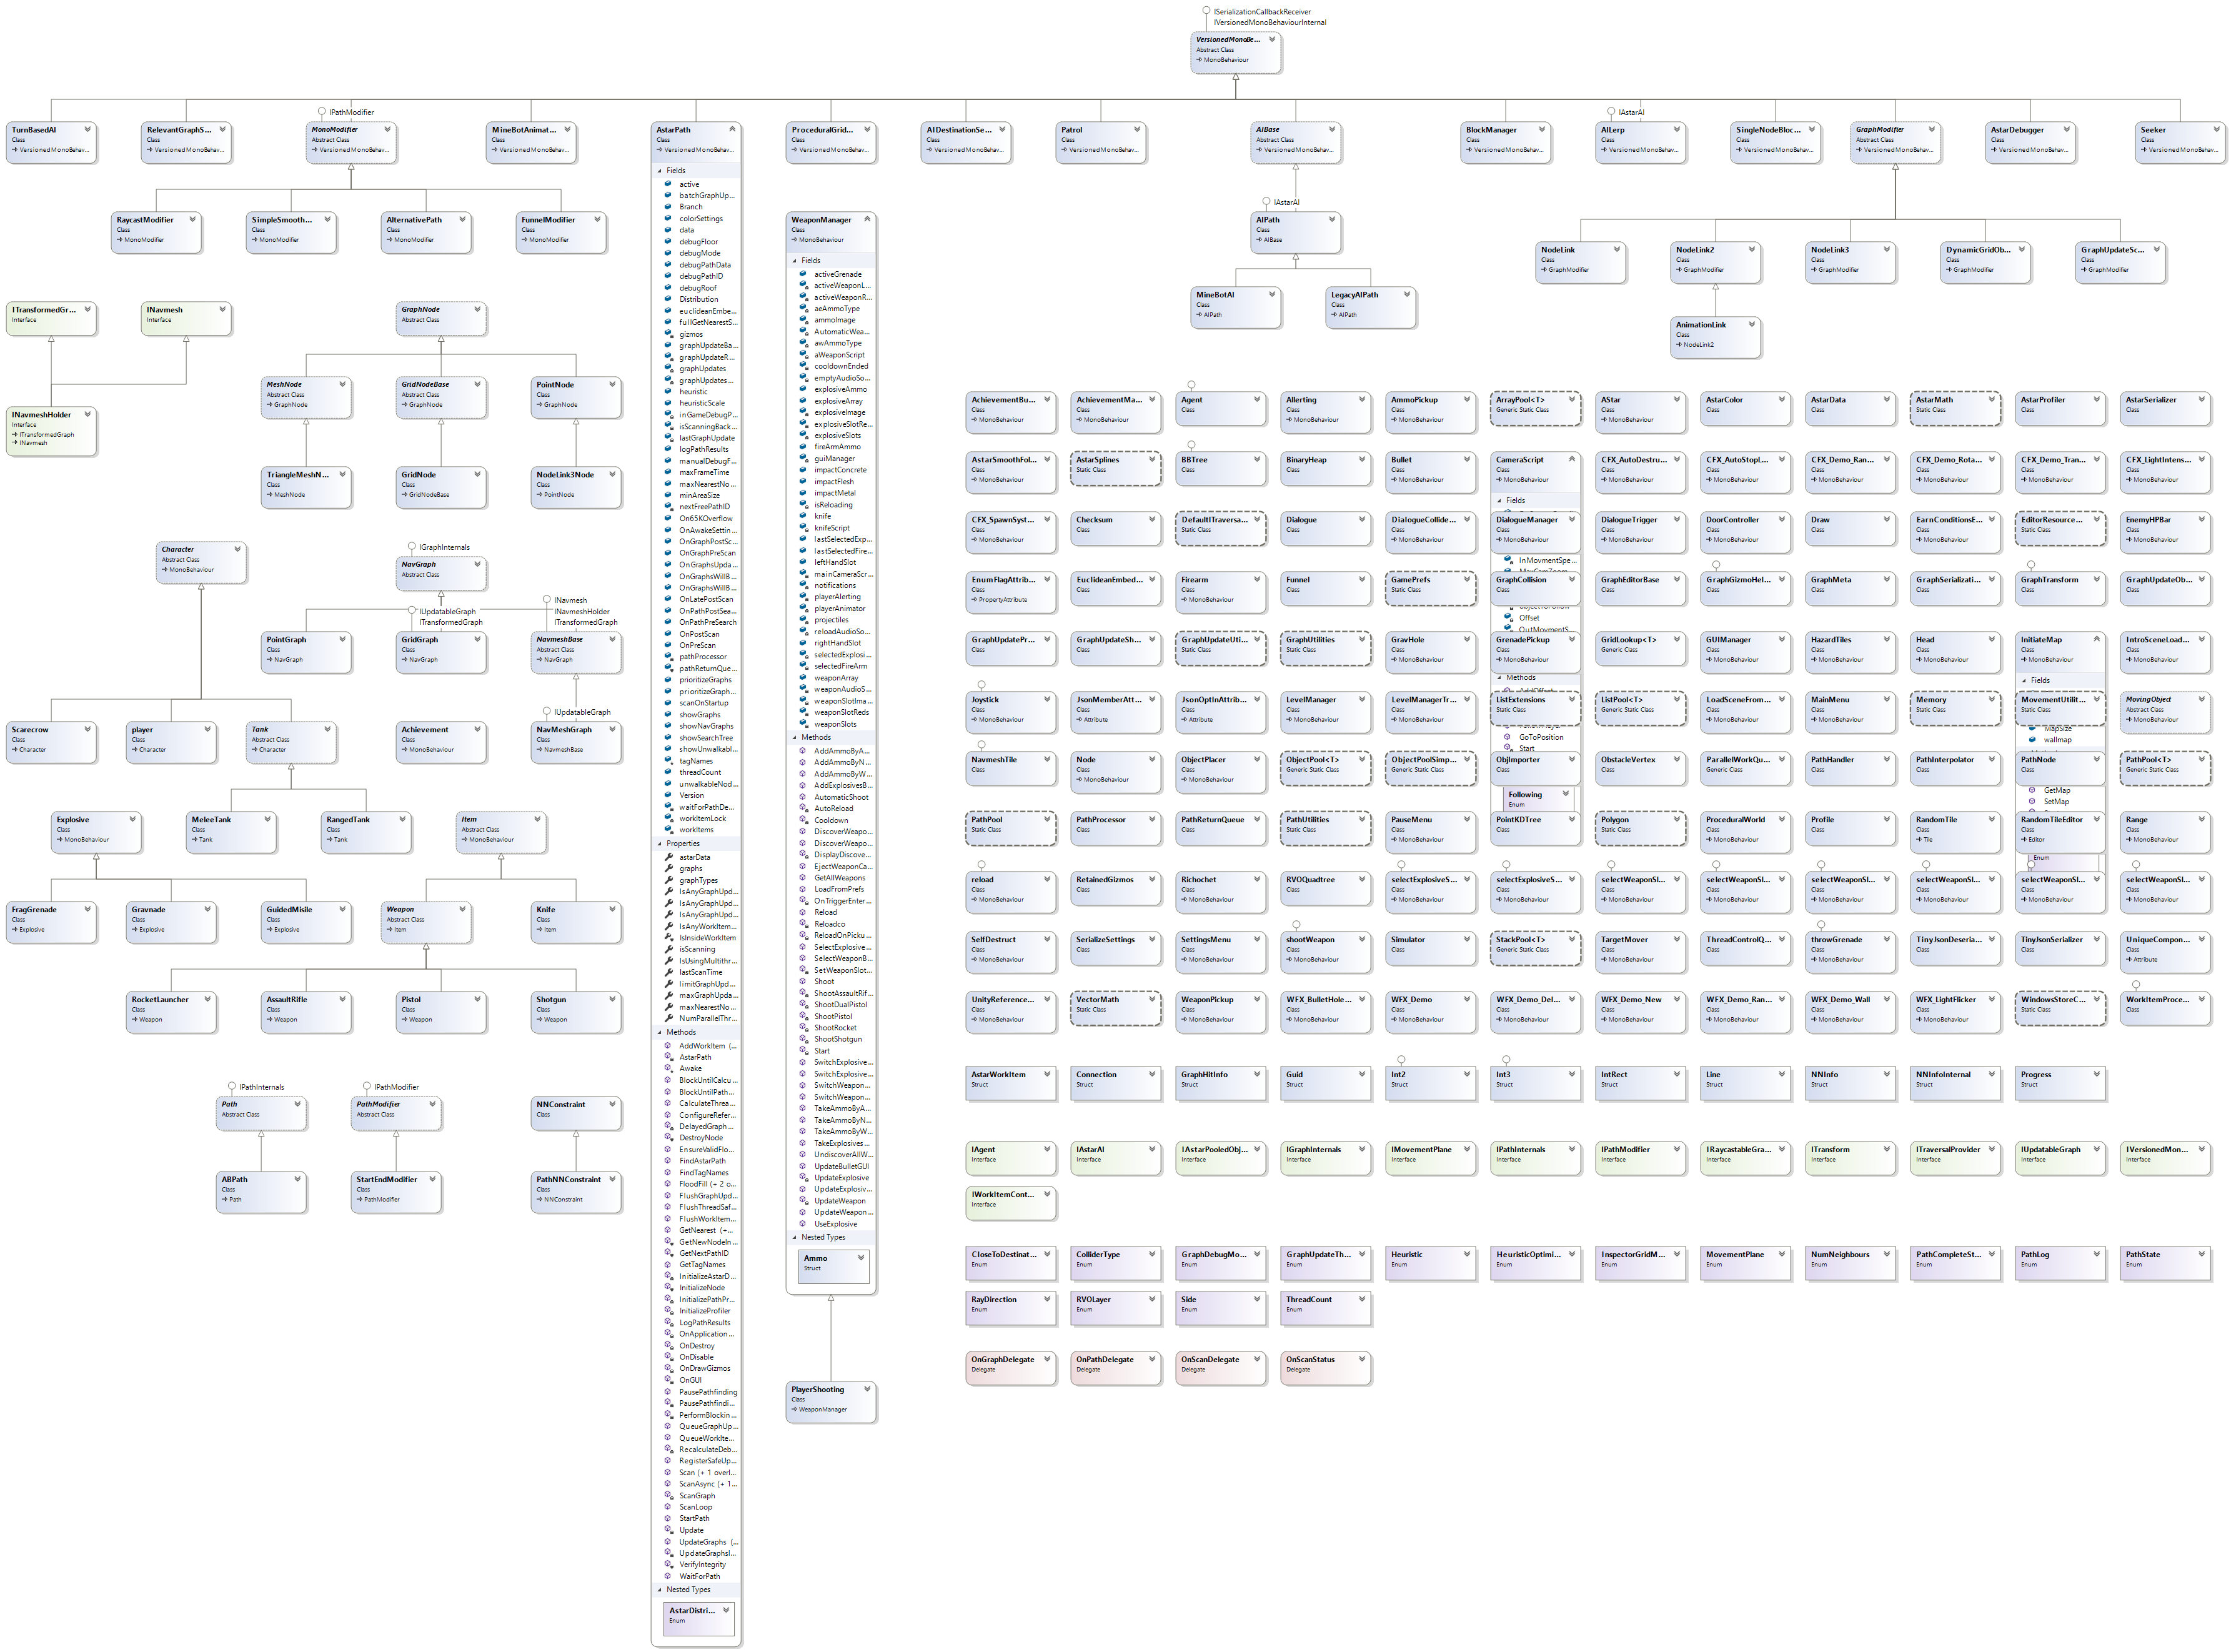 ISerializationCallbackReceiver
IVersionedMonoBehaviourInternal
VersionedMonoBe...
Abstract Class
MonoBehaviour
TurnBasedAI
Class
VersionedMonoBehav...
RelevantGraphS...
Class
VersionedMonoBehav...
IPathModifier
MonoModifier
Abstract Class
VersionedMonoBehav...
MineBotAnimat...
Class
VersionedMonoBehav...
AstarPath
Class
VersionedMonoBehav...
ProceduralGrid...
Class
VersionedMonoBehav...
AIDestinationSe...
Class
VersionedMonoBehav...
Patrol
Class
VersionedMonoBehav...
AIBase
Abstract Class
VersionedMonoBehav...
BlockManager
Class
VersionedMonoBehav...
IAstarAI
AILerp
Class
VersionedMonoBehav...
SingleNodeBloc...
Class
VersionedMonoBehav...
GraphModifier
Abstract Class
VersionedMonoBehav...
AstarDebugger
Class
VersionedMonoBehav...
Seeker
Class
VersionedMonoBehav...
RaycastModifier
Class
MonoModifier
SimpleSmooth...
Class
MonoModifier
AlternativePath
Class
MonoModifier
FunnelModifier
Class
MonoModifier
IAstarAI
AIPath
Class
AIBase
MineBotAI
Class
AIPath
LegacyAIPath
Class
AIPath
NodeLink
Class
GraphModifier
NodeLink2
Class
GraphModifier
NodeLink3
Class
GraphModifier
DynamicGridOb...
Class
GraphModifier
GraphUpdateSc...
Class
GraphModifier
AnimationLink
Class
NodeLink2
ITransformedGr...
Interface
INavmesh
Interface
INavmeshHolder
Interface
ITransformedGraph
INavmesh
GraphNode
Abstract Class
MeshNode
Abstract Class
GraphNode
GridNodeBase
Abstract Class
GraphNode
PointNode
Class
GraphNode
TriangleMeshN...
Class
MeshNode
GridNode
Class
GridNodeBase
NodeLink3Node
Class
PointNode
Character
Abstract Class
MonoBehaviour
IGraphInternals
NavGraph
Abstract Class
PointGraph
Class
NavGraph
IUpdatableGraph
ITransformedGraph
GridGraph
Class
NavGraph
INavmesh
INavmeshHolder
ITransformedGraph
NavmeshBase
Abstract Class
NavGraph
Scarecrow
Class
Character
player
Class
Character
Tank
Abstract Class
Character
Achievement
Class
MonoBehaviour
IUpdatableGraph
NavMeshGraph
Class
NavmeshBase
Explosive
Class
MonoBehaviour
MeleeTank
Class
Tank
RangedTank
Class
Tank
Item
Abstract Class
MonoBehaviour
FragGrenade
Class
Explosive
Gravnade
Class
Explosive
GuidedMisile
Class
Explosive
Weapon
Abstract Class
Item
Knife
Class
Item
RocketLauncher
Class
Weapon
AssaultRifle
Class
Weapon
Pistol
Class
Weapon
Shotgun
Class
Weapon
IPathInternals
Path
Abstract Class
IPathModifier
PathModifier
Abstract Class
NNConstraint
Class
ABPath
Class
Path
StartEndModifier
Class
PathModifier
PathNNConstraint
Class
NNConstraint
Fields
active
batchGraphUp...
Branch
colorSettings
data
debugFloor
debugMode
debugPathData
debugPathID
debugRoof
Distribution
euclideanEmbe...
fullGetNearestS...
gizmos
graphUpdateBa...
graphUpdateR...
graphUpdates
graphUpdates...
heuristic
heuristicScale
inGameDebugP...
isScanningBack...
lastGraphUpdate
logPathResults
manualDebugF...
maxFrameTime
maxNearestNo...
minAreaSize
nextFreePathID
On65KOverflow
OnAwakeSettin...
OnGraphPostSc...
OnGraphPreScan
OnGraphsUpda...
OnGraphsWillB...
OnGraphsWillB...
OnLatePostScan
OnPathPostSea...
OnPathPreSearch
OnPostScan
OnPreScan
pathProcessor
pathReturnQue...
prioritizeGraphs
prioritizeGraph...
scanOnStartup
showGraphs
showNavGraphs
showSearchTree
showUnwalkabl...
tagNames
threadCount
unwalkableNod...
Version
waitForPathDe...
workItemLock
workItems
Properties
astarData
graphs
graphTypes
IsAnyGraphUpd...
IsAnyGraphUpd...
IsAnyGraphUpd...
IsAnyWorkItem...
IsInsideWorkItem
isScanning
IsUsingMultithr...
lastScanTime
limitGraphUpd...
maxGraphUpda...
maxNearestNo...
NumParallelThr...
Methods
AddWorkItem (...
AstarPath
Awake
BlockUntilCalcu...
BlockUntilPath...
CalculateThrea...
ConfigureRefer...
DelayedGraph...
DestroyNode
EnsureValidFlo...
FindAstarPath
FindTagNames
FloodFill (+ 2 o...
FlushGraphUpd...
FlushThreadSaf...
FlushWorkItem...
GetNearest (+...
GetNewNodeIn...
GetNextPathID
GetTagNames
InitializeAstarD...
InitializeNode
InitializePathPr...
InitializeProfiler
LogPathResults
OnApplication...
OnDestroy
OnDisable
OnDrawGizmos
OnGUI
PausePathfinding
PausePathfindi...
PerformBlockin...
QueueGraphUp...
QueueWorkIte...
RecalculateDeb...
RegisterSafeUp...
Scan (+ 1 overl...
ScanAsync (+ 1...
ScanGraph
ScanLoop
StartPath
Update
UpdateGraphs (...
UpdateGraphsI...
VerifyIntegrity
WaitForPath
Nested Types
AstarDistri...
Enum
WeaponManager
Class
MonoBehaviour
Fields
activeGrenade
activeWeaponL...
activeWeaponR...
aeAmmoType
ammoImage
AutomaticWea...
awAmmoType
aWeaponScript
cooldownEnded
emptyAudioSo...
explosiveAmmo
explosiveArray
explosiveImage
explosiveSlotRe...
explosiveSlots
fireArmAmmo
guiManager
impactConcrete
impactFlesh
impactMetal
isReloading
knife
knifeScript
lastSelectedExp...
lastSelectedFire...
leftHandSlot
mainCameraScr...
notifications
playerAlerting
playerAnimator
projectiles
reloadAudioSo...
rightHandSlot
selectedExplosi...
selectedFireArm
weaponArray
weaponAudioS...
weaponSlotIma...
weaponSlotReds
weaponSlots
Methods
AddAmmoByA...
AddAmmoByN...
AddAmmoByW...
AddExplosivesB...
AutomaticShoot
AutoReload
Cooldown
DiscoverWeapo...
DiscoverWeapo...
DisplayDiscove...
EjectWeaponCa...
GetAllWeapons
LoadFromPrefs
OnTriggerEnter...
Reload
Reloadco
ReloadOnPicku...
SelectExplosive...
SelectWeaponB...
SetWeaponSlot...
Shoot
ShootAssaultRif...
ShootDualPistol
ShootPistol
ShootRocket
ShootShotgun
Start
SwitchExplosive...
SwitchExplosive...
SwitchWeapon...
SwitchWeapon...
TakeAmmoByA...
TakeAmmoByN...
TakeAmmoByW...
TakeExplosives...
UndiscoverAllW...
UpdateBulletGUI
UpdateExplosive
UpdateExplosiv...
UpdateWeapon
UpdateWeapon...
UseExplosive
Nested Types
Ammo
Struct
PlayerShooting
Class
WeaponManager
AchievementBu...
Class
MonoBehaviour
AchievementMa...
Class
MonoBehaviour
Agent
Class
Allerting
Class
MonoBehaviour
AmmoPickup
Class
MonoBehaviour
ArrayPool<T>
Generic Static Class
AStar
Class
MonoBehaviour
AstarColor
Class
AstarData
Class
AstarMath
Static Class
AstarProfiler
Class
AstarSerializer
Class
AstarSmoothFol...
Class
MonoBehaviour
AstarSplines
Static Class
BBTree
Class
BinaryHeap
Class
Bullet
Class
MonoBehaviour
CameraScript
Class
MonoBehaviour
Fields
CFX_AutoDestru...
Class
MonoBehaviour
CFX_AutoStopL...
Class
MonoBehaviour
CFX_Demo_Ran...
Class
MonoBehaviour
CFX_Demo_Rota...
Class
MonoBehaviour
CFX_Demo_Tran...
Class
MonoBehaviour
CFX_LightIntens...
Class
MonoBehaviour
CFX_SpawnSyst...
Class
MonoBehaviour
Checksum
Class
DefaultITraversa...
Static Class
Dialogue
Class
DialogueCollide...
Class
MonoBehaviour
DialogueManager
Class
MonoBehaviour
InMovmentSpe...
DialogueTrigger
Class
MonoBehaviour
DoorController
Class
MonoBehaviour
Draw
Class
EarnConditionsE...
Class
MonoBehaviour
EditorResource...
Static Class
EnemyHPBar
Class
MonoBehaviour
EnumFlagAttrib...
Class
PropertyAttribute
EuclideanEmbed...
Class
Firearm
Class
MonoBehaviour
Funnel
Class
GamePrefs
Static Class
GraphCollision
Class
Offset
OutMovmentS...
GraphEditorBase
Class
GraphGizmoHel...
Class
GraphMeta
Class
GraphSerializati...
Class
GraphTransform
Class
GraphUpdateOb...
Class
GraphUpdatePr...
Class
GraphUpdateSh...
Class
GraphUpdateUti...
Static Class
GraphUtilities
Static Class
GravHole
Class
MonoBehaviour
GrenadePickup
Class
MonoBehaviour
Methods
GridLookup<T>
Generic Class
GUIManager
Class
MonoBehaviour
HazardTiles
Class
MonoBehaviour
Head
Class
MonoBehaviour
InitiateMap
Class
MonoBehaviour
Fields
IntroSceneLoad...
Class
MonoBehaviour
Joystick
Class
MonoBehaviour
JsonMemberAtt...
Class
Attribute
JsonOptInAttrib...
Class
Attribute
LevelManager
Class
MonoBehaviour
LevelManagerTr...
Class
MonoBehaviour
ListExtensions
Static Class
GoToPosition
Start
ListPool<T>
Generic Static Class
LoadSceneFrom...
Class
MonoBehaviour
MainMenu
Class
MonoBehaviour
Memory
Static Class
MovementUtilit...
Static Class
MapSize
wallmap
MovingObject
Abstract Class
MonoBehaviour
NavmeshTile
Class
Node
Class
MonoBehaviour
ObjectPlacer
Class
MonoBehaviour
ObjectPool<T>
Generic Static Class
ObjectPoolSimp...
Generic Static Class
ObjImporter
Class
Following
Enum
ObstacleVertex
Class
ParallelWorkQu...
Generic Class
PathHandler
Class
PathInterpolator
Class
PathNode
Class
GetMap
SetMap
PathPool<T>
Generic Static Class
PathPool
Static Class
PathProcessor
Class
PathReturnQueue
Class
PathUtilities
Static Class
PauseMenu
Class
MonoBehaviour
PointKDTree
Class
Polygon
Static Class
ProceduralWorld
Class
MonoBehaviour
Profile
Class
RandomTile
Class
Tile
RandomTileEditor
Class
Editor
Enum
Range
Class
MonoBehaviour
reload
Class
MonoBehaviour
RetainedGizmos
Class
Richochet
Class
MonoBehaviour
RVOQuadtree
Class
selectExplosiveS...
Class
MonoBehaviour
selectExplosiveS...
Class
MonoBehaviour
selectWeaponSl...
Class
MonoBehaviour
selectWeaponSl...
Class
MonoBehaviour
selectWeaponSl...
Class
MonoBehaviour
selectWeaponSl...
Class
MonoBehaviour
selectWeaponSl...
Class
MonoBehaviour
selectWeaponSl...
Class
MonoBehaviour
SelfDestruct
Class
MonoBehaviour
SerializeSettings
Class
SettingsMenu
Class
MonoBehaviour
shootWeapon
Class
MonoBehaviour
Simulator
Class
StackPool<T>
Generic Static Class
TargetMover
Class
MonoBehaviour
ThreadControlQ...
Class
throwGrenade
Class
MonoBehaviour
TinyJsonDeseria...
Class
TinyJsonSerializer
Class
UniqueCompon...
Class
Attribute
UnityReference...
Class
MonoBehaviour
VectorMath
Static Class
WeaponPickup
Class
MonoBehaviour
WFX_BulletHole...
Class
MonoBehaviour
WFX_Demo
Class
MonoBehaviour
WFX_Demo_Del...
Class
MonoBehaviour
WFX_Demo_New
Class
MonoBehaviour
WFX_Demo_Ran...
Class
MonoBehaviour
WFX_Demo_Wall
Class
MonoBehaviour
WFX_LightFlicker
Class
MonoBehaviour
WindowsStoreC...
Static Class
WorkItemProce...
Class
AstarWorkItem
Struct
Connection
Struct
GraphHitInfo
Struct
Guid
Struct
Int2
Struct
Int3
Struct
IntRect
Struct
Line
Struct
NNInfo
Struct
NNInfoInternal
Struct
Progress
Struct
IAgent
Interface
IAstarAI
Interface
IAstarPooledObj...
Interface
IGraphInternals
Interface
IMovementPlane
Interface
IPathInternals
Interface
IPathModifier
Interface
IRaycastableGra...
Interface
ITransform
Interface
ITraversalProvider
Interface
IUpdatableGraph
Interface
IVersionedMon...
Interface
IWorkItemCont...
Interface
CloseToDestinat...
Enum
ColliderType
Enum
GraphDebugMo...
Enum
GraphUpdateTh...
Enum
Heuristic
Enum
HeuristicOptimi...
Enum
InspectorGridM...
Enum
MovementPlane
Enum
NumNeighbours
Enum
PathCompleteSt...
Enum
PathLog
Enum
PathState
Enum
RayDirection
Enum
RVOLayer
Enum
Side
Enum
ThreadCount
Enum
OnGraphDelegate
Delegate
OnPathDelegate
Delegate
OnScanDelegate
Delegate
OnScanStatus
Delegate